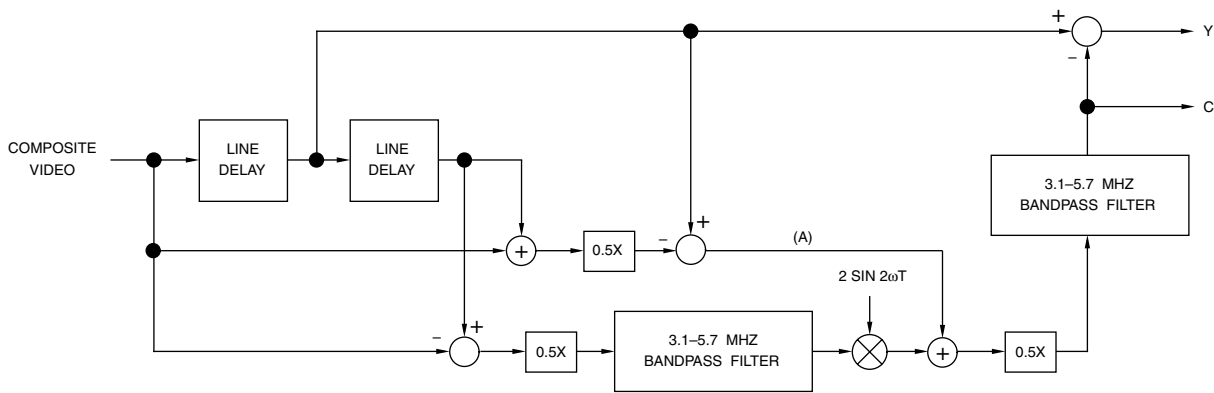 +
Y
–
C
COMPOSITE
VIDEO
LINE
DELAY
LINE
DELAY
3.1–5.7 MHZ
BANDPASS FILTER
+
+
0.5X
–
(A)
2 SIN 2ωT
–
+
0.5X
3.1–5.7 MHZ
BANDPASS FILTER
+
0.5X